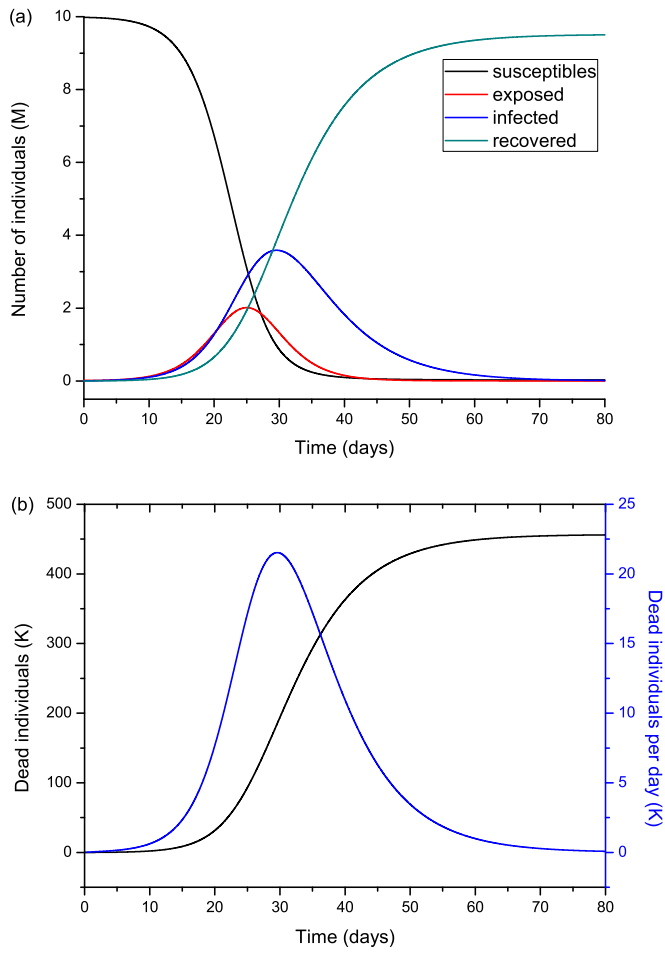 (a)
10
8
6
4
2
0
Number of individuals (M)
susceptibles
exposed
infected
recovered
0 10 20 30 40 50 60 70 80
Time (days)
(b)
500
400
300
200
100
0
Dead individuals (K)
25
20
15
10
5
0
Dead individuals per day (K)
0 10 20 30 40 50 60 70 80
Time (days)